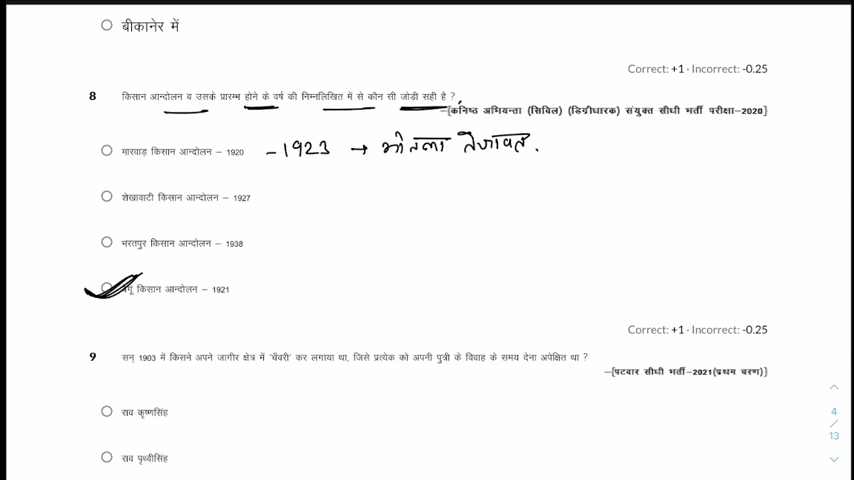 बीकानेर में
Correct: +1 · Incorrect: -0.25
8 किसान आन्दोलन व उसके प्रारम्भ होने के वर्ष की निम्नलिखित में से कौन सी जोड़ी सही है ?
–[कनिष्ठ अभियन्ता (सिविल) (डिग्रीधारक) संयुक्त सीधी भर्ती परीक्षा–2020]
मारवाड़ किसान आन्दोलन – 1920 – 1923 →
शेखावाटी किसान आन्दोलन – 1927
भरतपुर किसान आन्दोलन – 1938
किसान आन्दोलन – 1921
Correct: +1 · Incorrect: -0.25
9 सन् 1903 में किसने अपने जागीर क्षेत्र में 'चँवरी' कर लगाया था, जिसे प्रत्येक को अपनी पुत्री के विवाह के समय देना अपेक्षित था ?
–[पटवार सीधी भर्ती–2021(प्रथम चरण)]
राव कृष्णसिंह
राव पृथ्वीसिंह
4
/
13